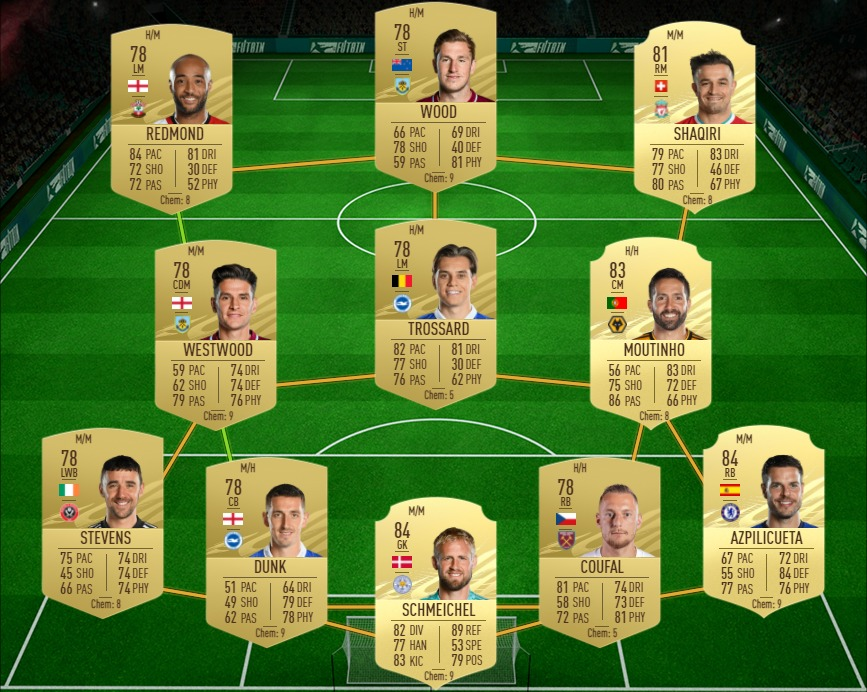 FUTBIN
FUTBIN
FUTBIN
FUTBIN
H/M
78
LM
REDMOND
84 PAC 81 DRI
72 SHO 30 DEF
72 PAS 52 PHY
Chem: 8
H/M
78
ST
WOOD
66 PAC 69 DRI
78 SHO 40 DEF
59 PAS 81 PHY
Chem: 9
M/M
81
RM
SHAQIRI
79 PAC 83 DRI
77 SHO 46 DEF
80 PAS 67 PHY
Chem: 8
M/M
78
CDM
WESTWOOD
59 PAC 74 DRI
62 SHO 74 DEF
79 PAS 76 PHY
Chem: 9
H/M
78
LM
TROSSARD
82 PAC 81 DRI
77 SHO 30 DEF
76 PAS 62 PHY
Chem: 5
H/H
83
CM
MOUTINHO
56 PAC 83 DRI
75 SHO 72 DEF
86 PAS 66 PHY
Chem: 8
M/M
78
LWB
STEVENS
75 PAC 74 DRI
45 SHO 74 DEF
66 PAS 74 PHY
Chem: 8
M/H
78
CB
DUNK
51 PAC 64 DRI
49 SHO 79 DEF
62 PAS 78 PHY
Chem: 9
M/M
84
GK
SCHMEICHEL
82 DIV 89 REF
77 HAN 53 SPE
83 KIC 79 POS
Chem: 9
H/H
78
RB
COUFAL
81 PAC 74 DRI
58 SHO 73 DEF
72 PAS 81 PHY
Chem: 5
M/M
84
RB
AZPILICUETA
67 PAC 72 DRI
55 SHO 84 DEF
77 PAS 76 PHY
Chem: 9